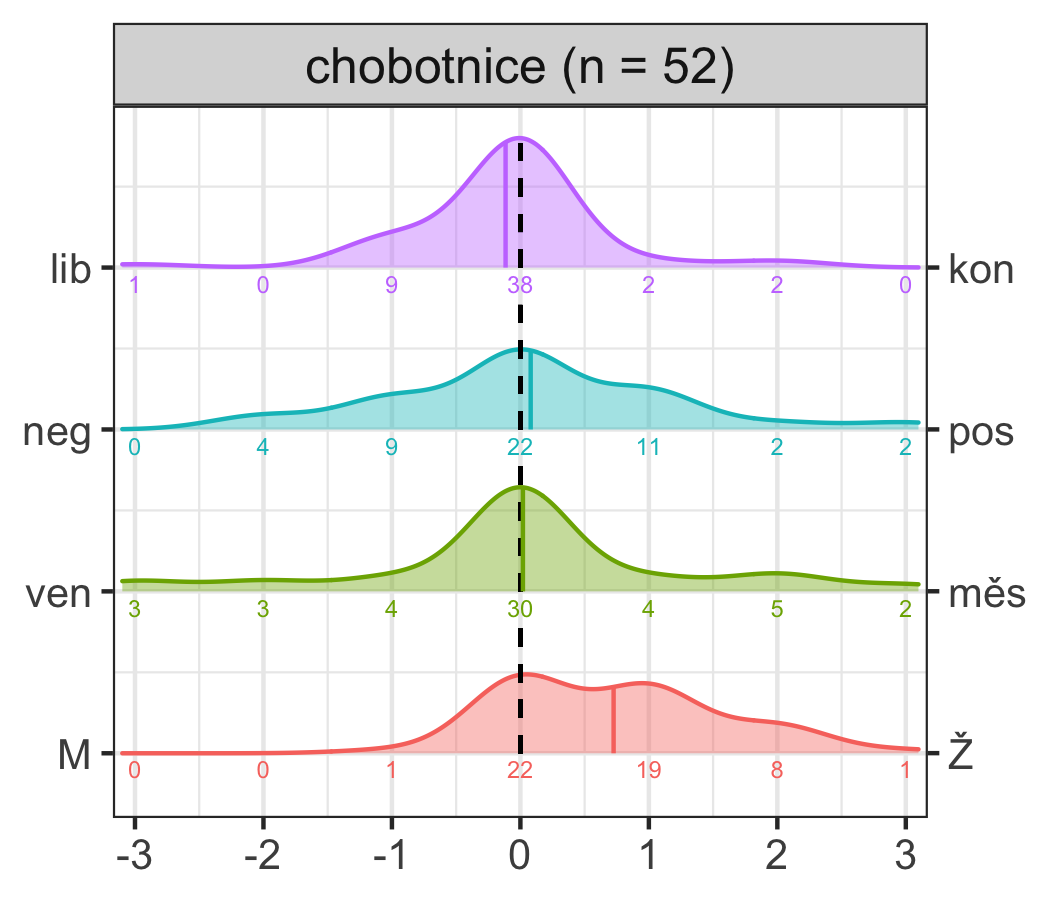 chobotnice (n = 52)
lib kon
1 0 9 38 2 2 0
neg pos
0 4 9 22 11 2 2
ven měs
3 3 4 30 4 5 2
M Ž
0 0 1 22 19 8 1
-3 -2 -1 0 1 2 3